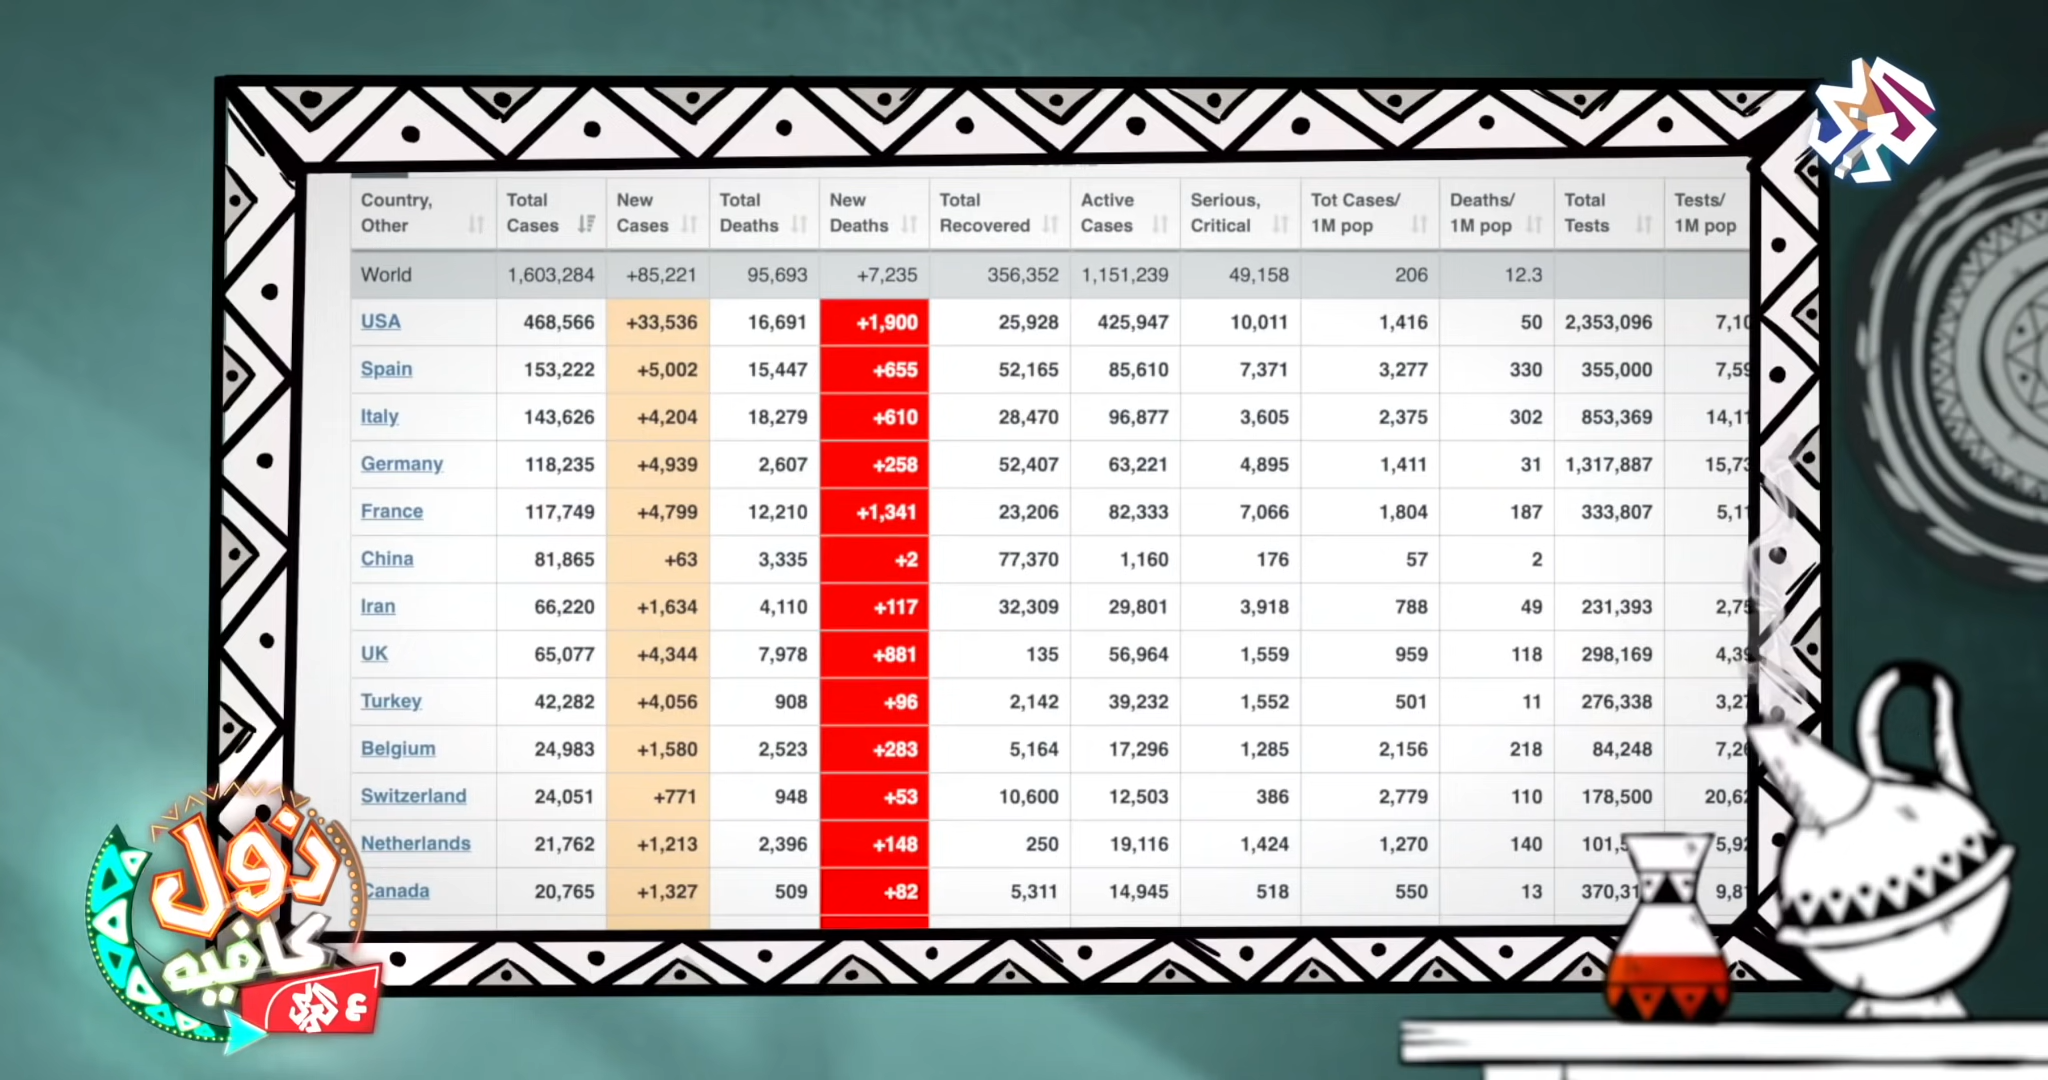 Country, Other Total Cases New Cases Total Deaths New Deaths Total Recovered Active Cases Serious, Critical Tot Cases/ 1M pop Deaths/ 1M pop Total Tests Tests/ 1M pop
World 1,603,284 +85,221 95,693 +7,235 356,352 1,151,239 49,158 206 12.3
USA 468,566 +33,536 16,691 +1,900 25,928 425,947 10,011 1,416 50 2,353,096
Spain 153,222 +5,002 15,447 +655 52,165 85,610 7,371 3,277 330 355,000
Italy 143,626 +4,204 18,279 +610 28,470 96,877 3,605 2,375 302 853,369
Germany 118,235 +4,939 2,607 +258 52,407 63,221 4,895 1,411 31 1,317,887
France 117,749 +4,799 12,210 +1,341 23,206 82,333 7,066 1,804 187 333,807
China 81,865 +63 3,335 +2 77,370 1,160 176 57 2
Iran 66,220 +1,634 4,110 +117 32,309 29,801 3,918 788 49 231,393
UK 65,077 +4,344 7,978 +881 135 56,964 1,559 959 118 298,169
Turkey 42,282 +4,056 908 +96 2,142 39,232 1,552 501 11 276,338
Belgium 24,983 +1,580 2,523 +283 5,164 17,296 1,285 2,156 218 84,248
Switzerland 24,051 +771 948 +53 10,600 12,503 386 2,779 110 178,500
Netherlands 21,762 +1,213 2,396 +148 250 19,116 1,424 1,270 140
Canada 20,765 +1,327 509 +82 5,311 14,945 518 550 13
العربي
زول
كافيه
العربي